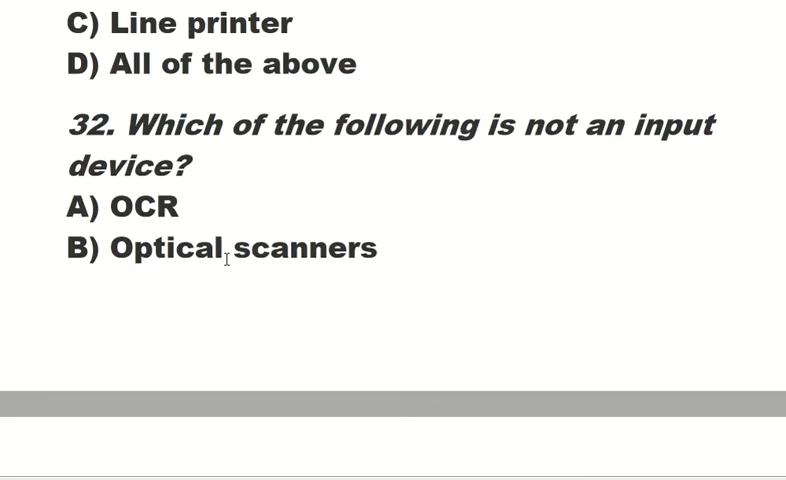 C) Line printer
D) All of the above
32. Which of the following is not an input
device?
A) OCR
B) Optical scanners